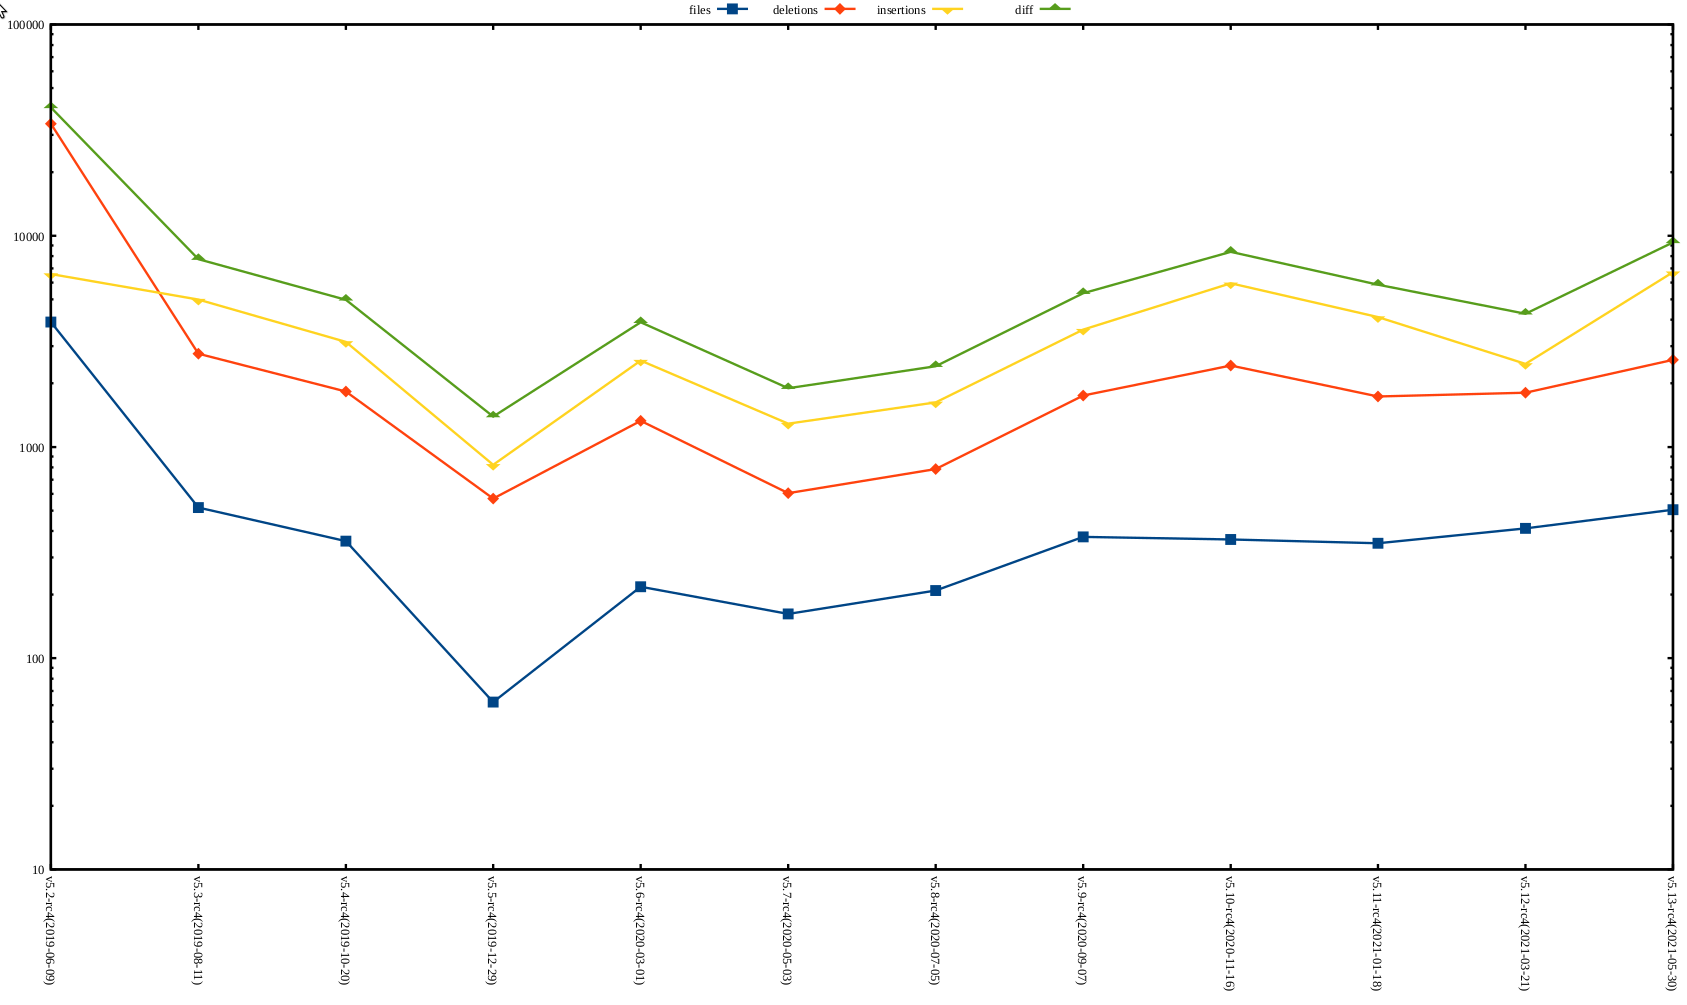 files deletions insertions diff
100000
10000
1000
100
10
v5.2-rc4(2019-06-09)
v5.3-rc4(2019-08-11)
v5.4-rc4(2019-10-20)
v5.5-rc4(2019-12-29)
v5.6-rc4(2020-03-01)
v5.7-rc4(2020-05-03)
v5.8-rc4(2020-07-05)
v5.9-rc4(2020-09-07)
v5.10-rc4(2020-11-16)
v5.11-rc4(2021-01-18)
v5.12-rc4(2021-03-21)
v5.13-rc4(2021-05-30)